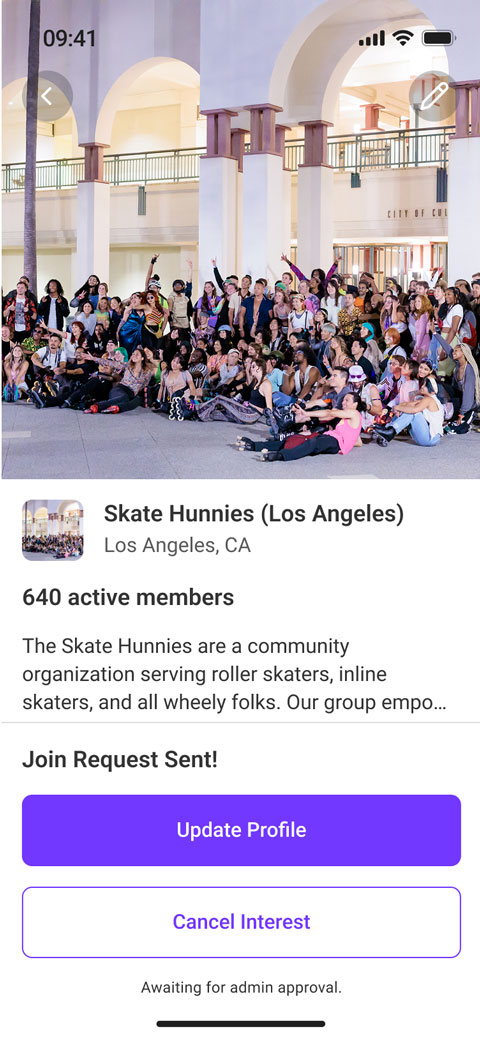 09:41
CITY OF CUL
Skate Hunnies (Los Angeles)
Los Angeles, CA
640 active members
The Skate Hunnies are a community
organization serving roller skaters, inline
skaters, and all wheely folks. Our group empo…
Join Request Sent!
Update Profile
Cancel Interest
Awaiting for admin approval.